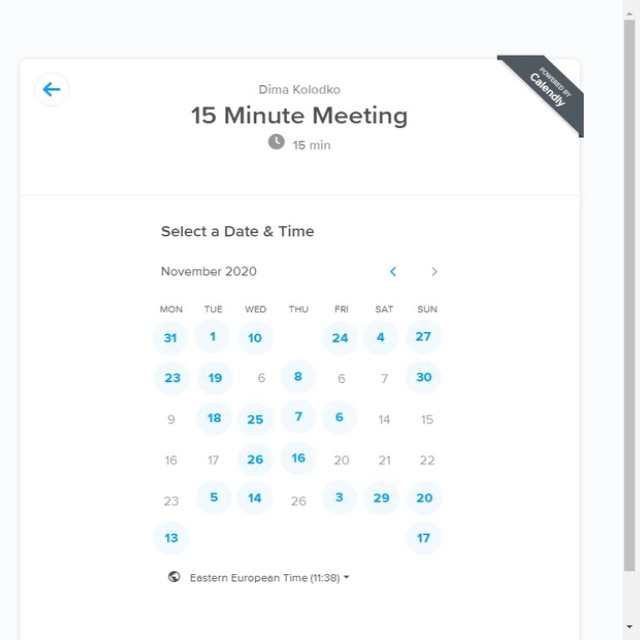 Dima Kolodko
15 Minute Meeting
15 min
POWERED BY
Calendly
Select a Date & Time
November 2020
MON TUE WED THU FRI SAT SUN
31 1 10 24 4 27
23 19 6 8 6 7 30
9 18 25 7 6 14 15
16 17 26 16 20 21 22
23 5 14 26 3 29 20
13 17
Eastern European Time (11:38)